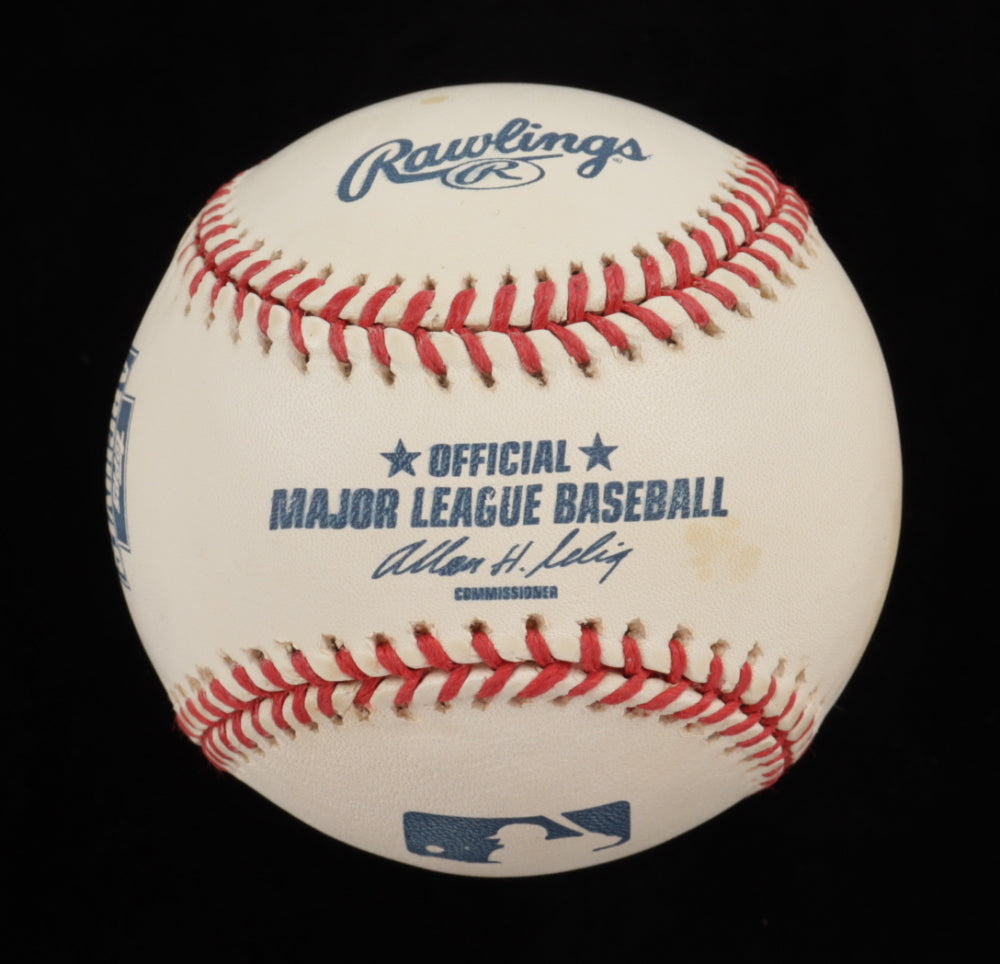 Rawlings
R
OFFICIAL
MAJOR LEAGUE BASEBALL
Allan H. Selig
COMMISSIONER